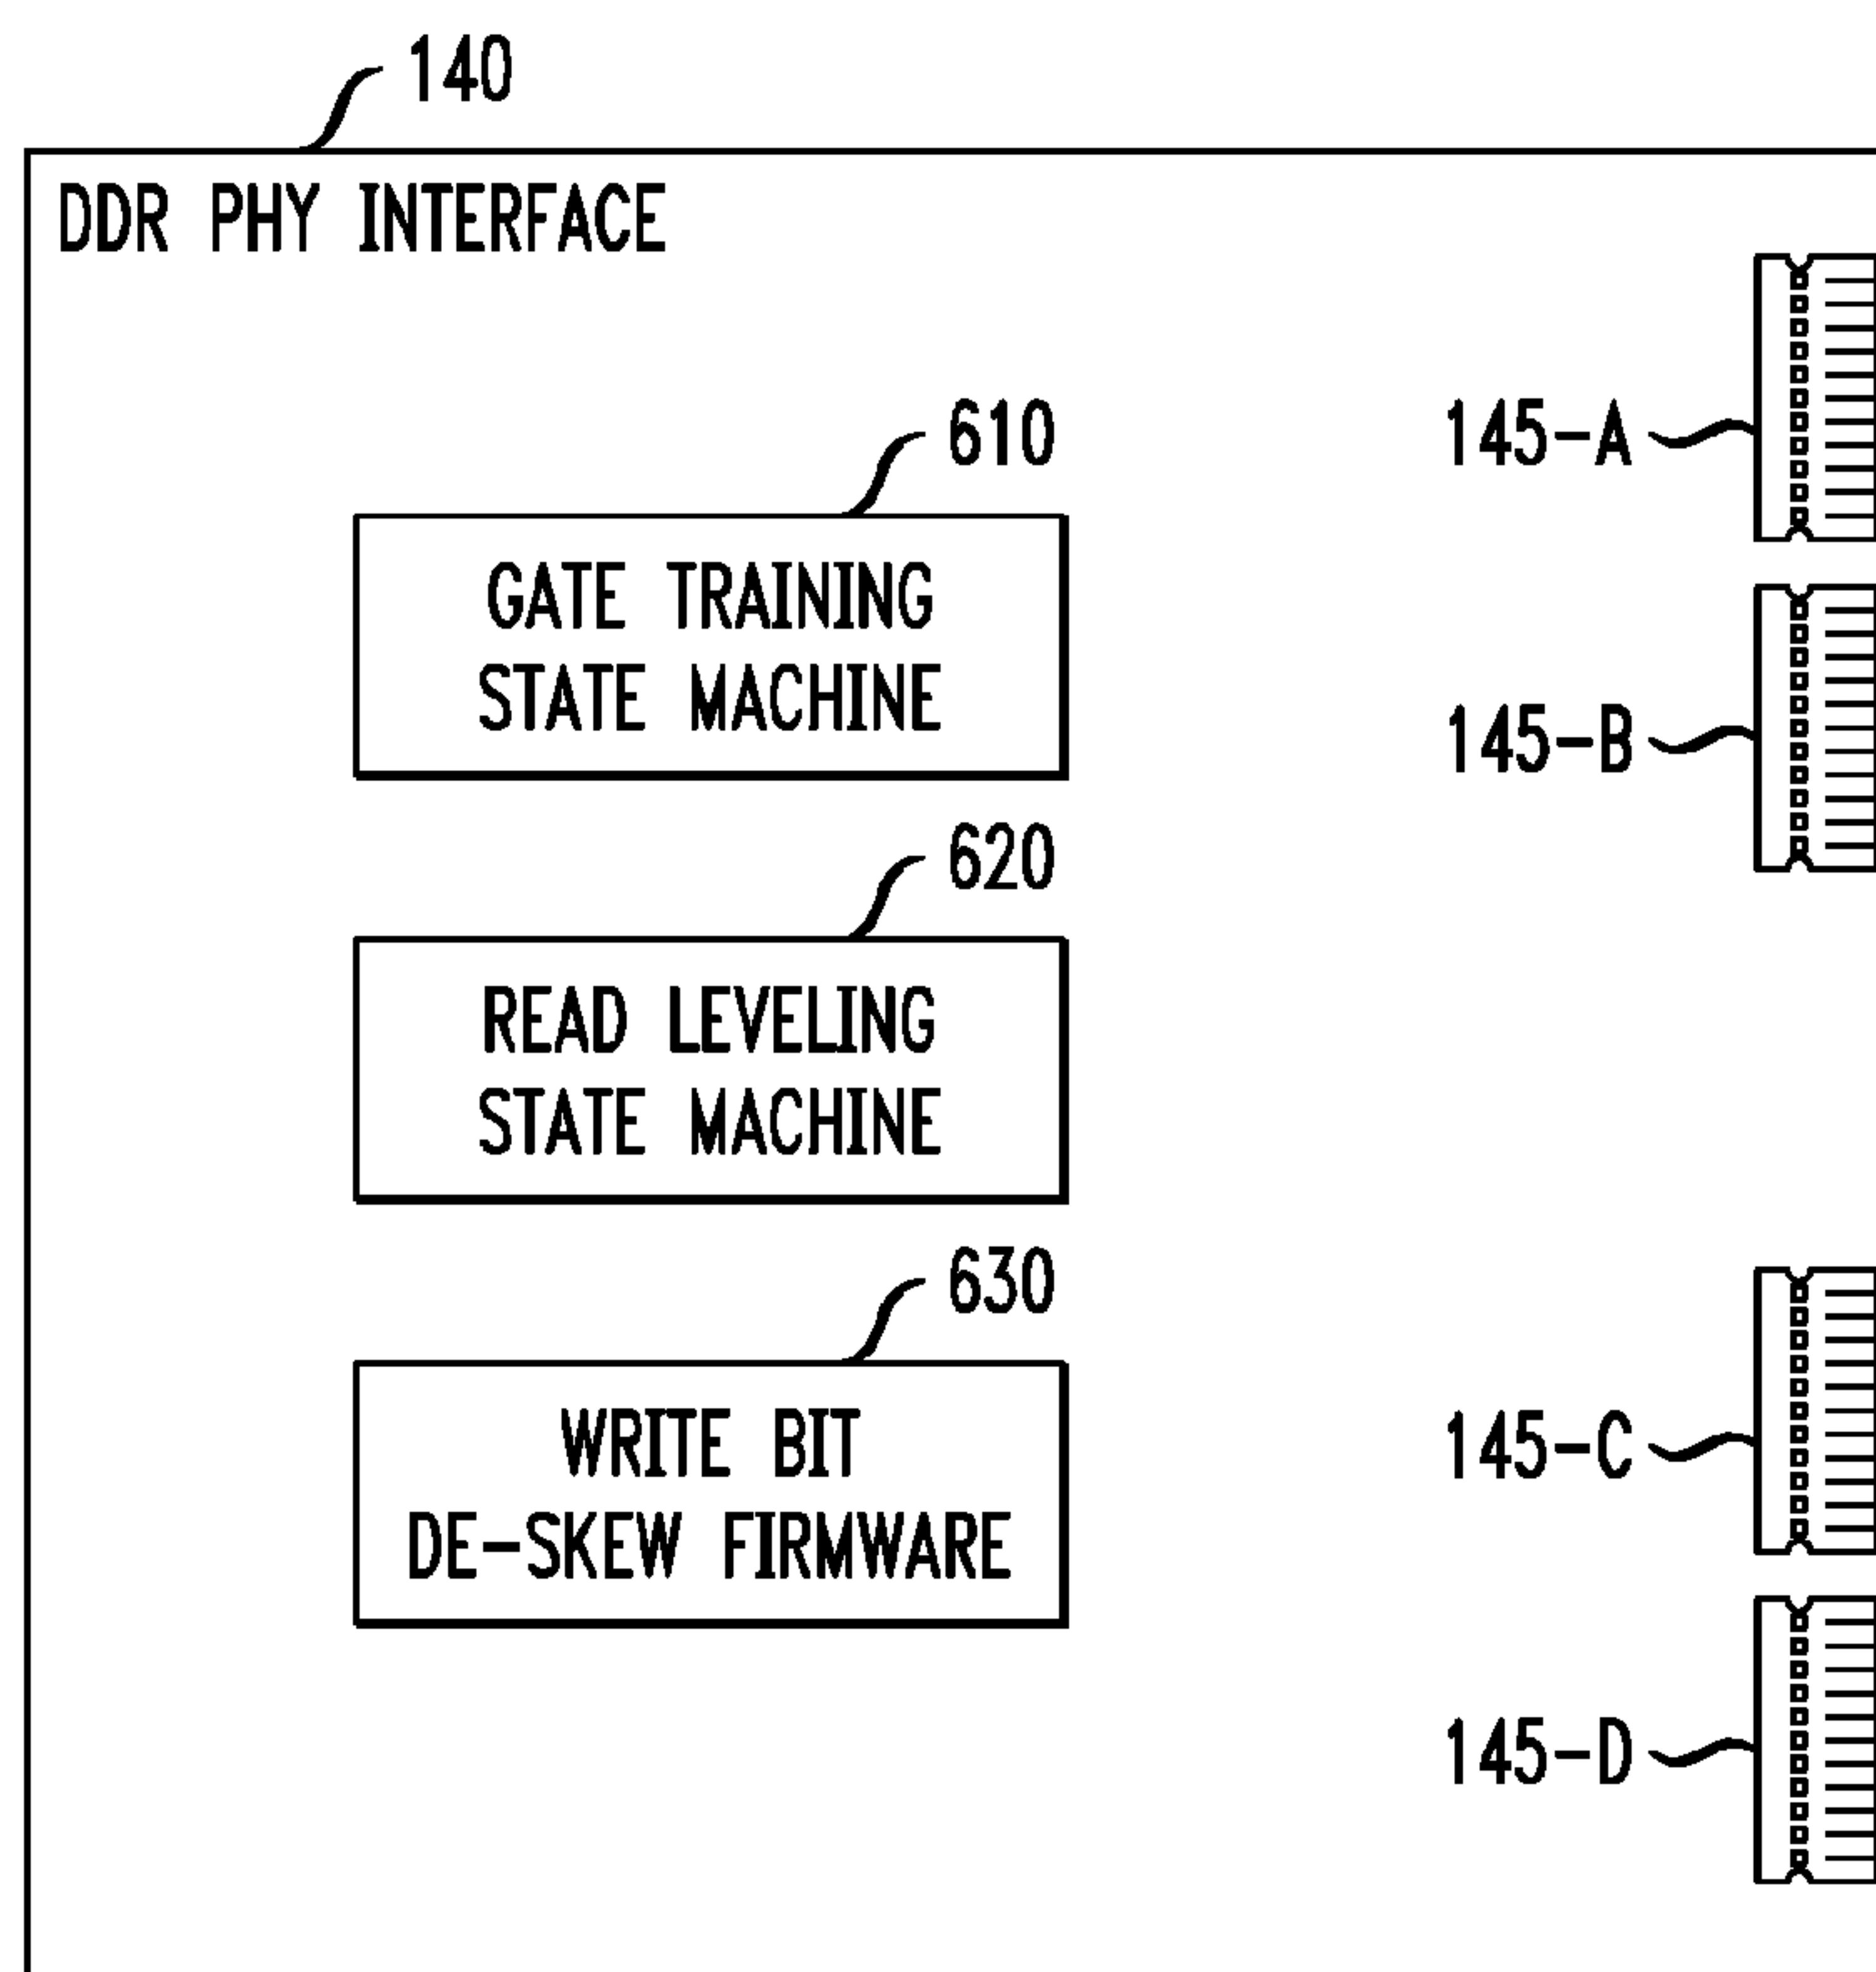 140
DDR PHY INTERFACE
610
GATE TRAINING
STATE MACHINE
620
READ LEVELING
STATE MACHINE
630
WRITE BIT
DE-SKEW FIRMWARE
145-A
145-B
145-C
145-D